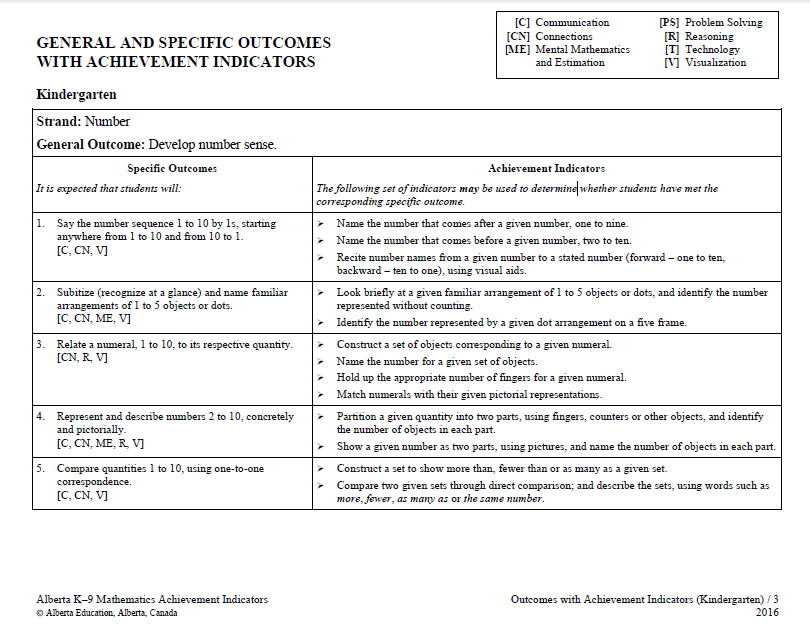 GENERAL AND SPECIFIC OUTCOMES
WITH ACHIEVEMENT INDICATORS
[C] Communication
[CN] Connections
[ME] Mental Mathematics
and Estimation
[PS] Problem Solving
[R] Reasoning
[T] Technology
[V] Visualization
Kindergarten
Strand: Number
General Outcome: Develop number sense.
Specific Outcomes
It is expected that students will:
Achievement Indicators
The following set of indicators may be used to determine whether students have met the
corresponding specific outcome.
1. Say the number sequence 1 to 10 by 1s, starting
anywhere from 1 to 10 and from 10 to 1.
[C, CN, V]
➢ Name the number that comes after a given number, one to nine.
➢ Name the number that comes before a given number, two to ten.
➢ Recite number names from a given number to a stated number (forward – one to ten,
backward – ten to one), using visual aids.
2. Subitize (recognize at a glance) and name familiar
arrangements of 1 to 5 objects or dots.
[C, CN, ME, V]
➢ Look briefly at a given familiar arrangement of 1 to 5 objects or dots, and identify the number
represented without counting.
➢ Identify the number represented by a given dot arrangement on a five frame.
3. Relate a numeral, 1 to 10, to its respective quantity.
[CN, R, V]
➢ Construct a set of objects corresponding to a given numeral.
➢ Name the number for a given set of objects.
➢ Hold up the appropriate number of fingers for a given numeral.
➢ Match numerals with their given pictorial representations.
4. Represent and describe numbers 2 to 10, concretely
and pictorially.
[C, CN, ME, R, V]
➢ Partition a given quantity into two parts, using fingers, counters or other objects, and identify
the number of objects in each part.
➢ Show a given number as two parts, using pictures, and name the number of objects in each part.
5. Compare quantities 1 to 10, using one-to-one
correspondence.
[C, CN, V]
➢ Construct a set to show more than, fewer than or as many as a given set.
➢ Compare two given sets through direct comparison; and describe the sets, using words such as
more, fewer, as many as or the same number.
Alberta K–9 Mathematics Achievement Indicators
© Alberta Education, Alberta, Canada
Outcomes with Achievement Indicators (Kindergarten) / 3
2016